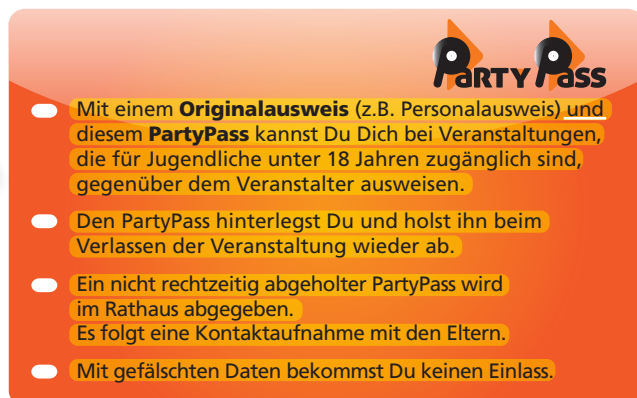 PARTY PASS
Mit einem Originalausweis (z.B. Personalausweis) und
diesem PartyPass kannst Du Dich bei Veranstaltungen,
die für Jugendliche unter 18 Jahren zugänglich sind,
gegenüber dem Veranstalter ausweisen.
Den PartyPass hinterlegst Du und holst ihn beim
Verlassen der Veranstaltung wieder ab.
Ein nicht rechtzeitig abgeholter PartyPass wird
im Rathaus abgegeben.
Es folgt eine Kontaktaufnahme mit den Eltern.
Mit gefälschten Daten bekommst Du keinen Einlass.